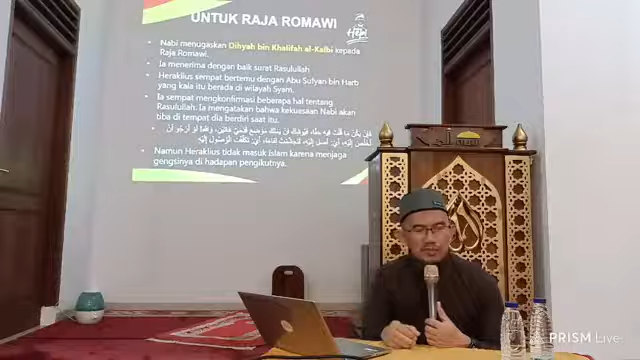 UNTUK RAJA ROMAWI
Nabi menugaskan Dihyah bin Khalifah al-Kalbi kepada
Raja Romawi.
Ia menerima dengan baik surat Rasulullah
Heraklius sempat bertemu dengan Abu Sufyan bin Harb
yang kala itu berada di wilayah Syam.
Ia sempat mengkonfirmasi beberapa hal tentang
Rasulullah. Ia mengatakan bahwa kekuasaan Nabi akan
tiba di tempat dia berdiri saat itu.
Namun Heraklius tidak masuk Islam karena menjaga
gengsinya di hadapan pengikutnya.
PRISM Live